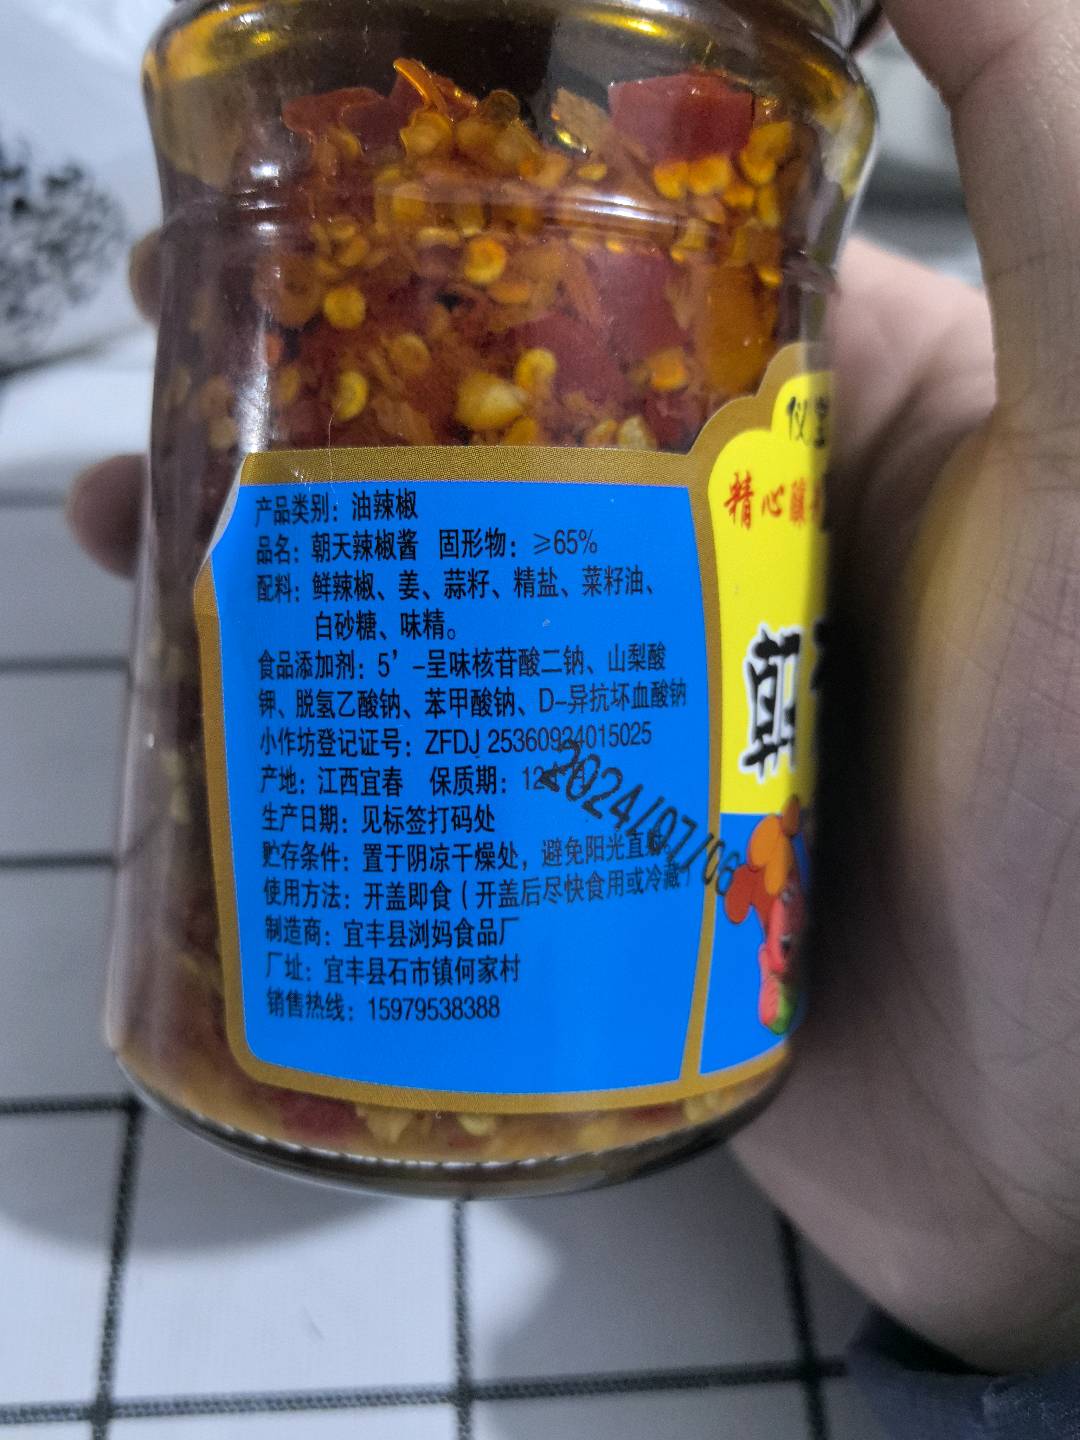 产品类别：油辣椒
品名：朝天辣椒酱 固形物：≥65%
配料：鲜辣椒、姜、蒜籽、精盐、菜籽油、
白砂糖、味精。
食品添加剂：5’-呈味核苷酸二钠、山梨酸
钾、脱氢乙酸钠、苯甲酸钠、D-异抗坏血酸钠
小作坊登记证号：ZFDJ 25360924015025
产地：江西宜春 保质期：12
生产日期：见标签打码处
贮存条件：置于阴凉干燥处，避免阳光直
使用方法：开盖即食（开盖后尽快食用或冷藏
制造商：宜丰县浏妈食品厂
厂址：宜丰县石市镇何家村
销售热线：15979538388
2024/07/06
仪
精心酿
朝